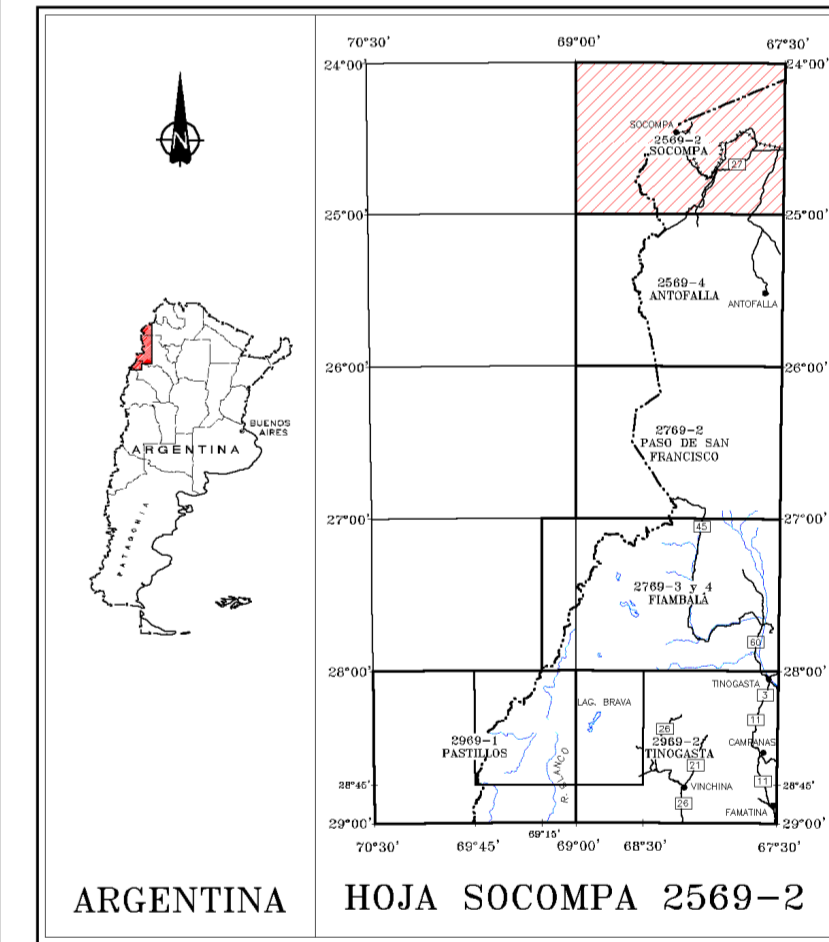 N
BUENOS
AIRES
ARGENTINA
PATAGONIA
ARGENTINA
70°30' 69°00' 67°30'
24°00' 24°00'
SOCOMPA
2569-2
SOCOMPA
27
25°00' 25°00'
2569-4
ANTOFALLA
ANTOFALLA
26°00' 26°00'
2769-2
PASO DE SAN
FRANCISCO
27°00' 27°00'
45
2769-3 y 4
FIAMBALÁ
60
28°00' 28°00'
TINOGASTA
3
LAG. BRAVA
11
26
2969-1
PASTILLOS
2969-2
TINOGASTA
CAMPANAS
21
R. BLANCO
11
28°45' 28°45'
VINCHINA
26
FAMATINA
29°00' 29°00'
70°30' 69°45' 69°15' 69°00' 68°30' 67°30'
HOJA SOCOMPA 2569-2